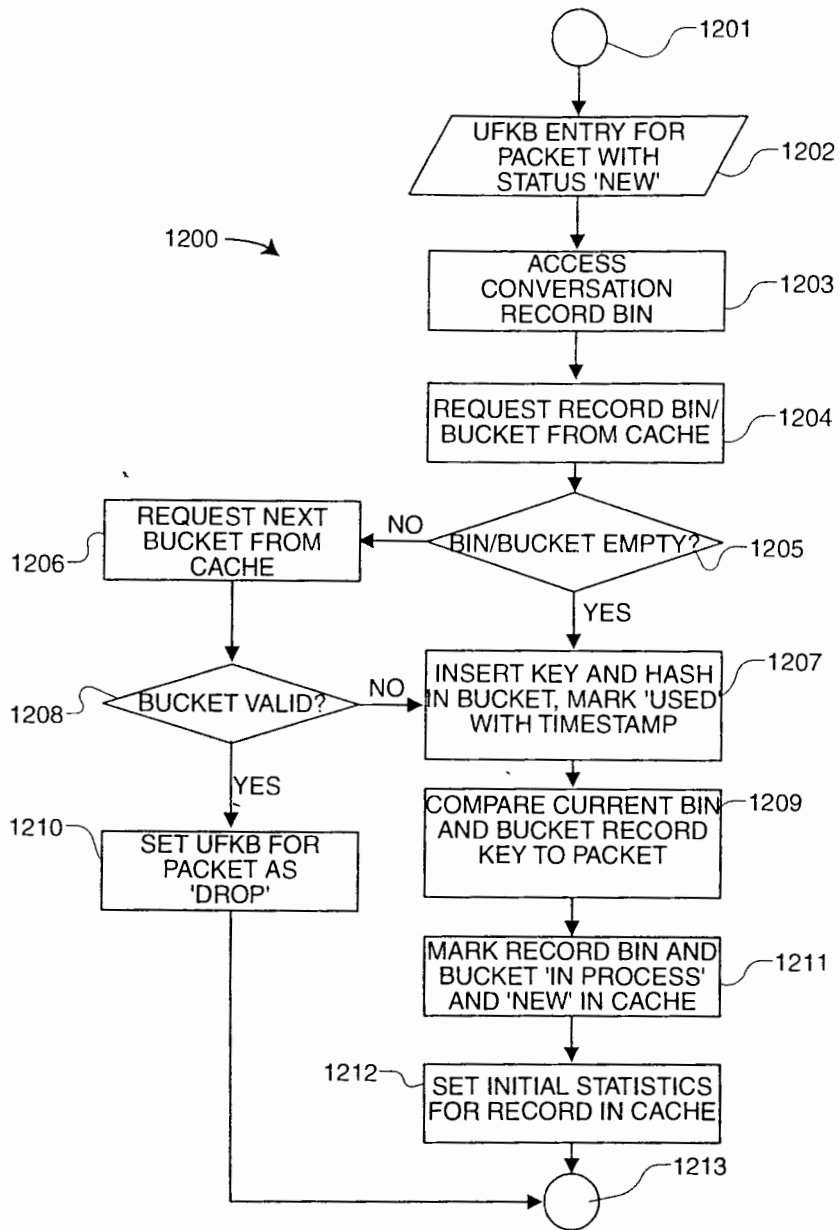 1201
UFKB ENTRY FOR
PACKET WITH
STATUS 'NEW'
1202
1200
ACCESS
CONVERSATION
RECORD BIN
1203
REQUEST RECORD BIN/
BUCKET FROM CACHE
1204
REQUEST NEXT
BUCKET FROM
CACHE
1206
NO
BIN/BUCKET EMPTY?
1205
YES
BUCKET VALID?
1208
NO
INSERT KEY AND HASH
IN BUCKET, MARK 'USED'
WITH TIMESTAMP
1207
YES
COMPARE CURRENT BIN
AND BUCKET RECORD
KEY TO PACKET
1209
1210
SET UFKB FOR
PACKET AS
'DROP'
MARK RECORD BIN AND
BUCKET 'IN PROCESS'
AND 'NEW' IN CACHE
1211
1212
SET INITIAL STATISTICS
FOR RECORD IN CACHE
1213